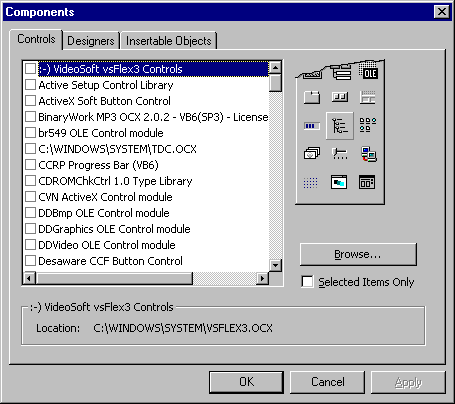 Components
Controls Designers Insertable Objects
:-) VideoSoft vsFlex3 Controls
Active Setup Control Library
ActiveX Soft Button Control
BinaryWork MP3 OCX 2.0.2 - VB6(SP3) - License
br549 OLE Control module
C:\WINDOWS\SYSTEM\TDC.OCX
CCRP Progress Bar (VB6)
CDROMChkCtrl 1.0 Type Library
CVN ActiveX Control module
DDBmp OLE Control module
DDGraphics OLE Control module
DDVideo OLE Control module
Desaware CCF Button Control
OLE
Browse...
Selected Items Only
:-) VideoSoft vsFlex3 Controls
Location: C:\WINDOWS\SYSTEM\VSFLEX3.OCX
OK Cancel Apply